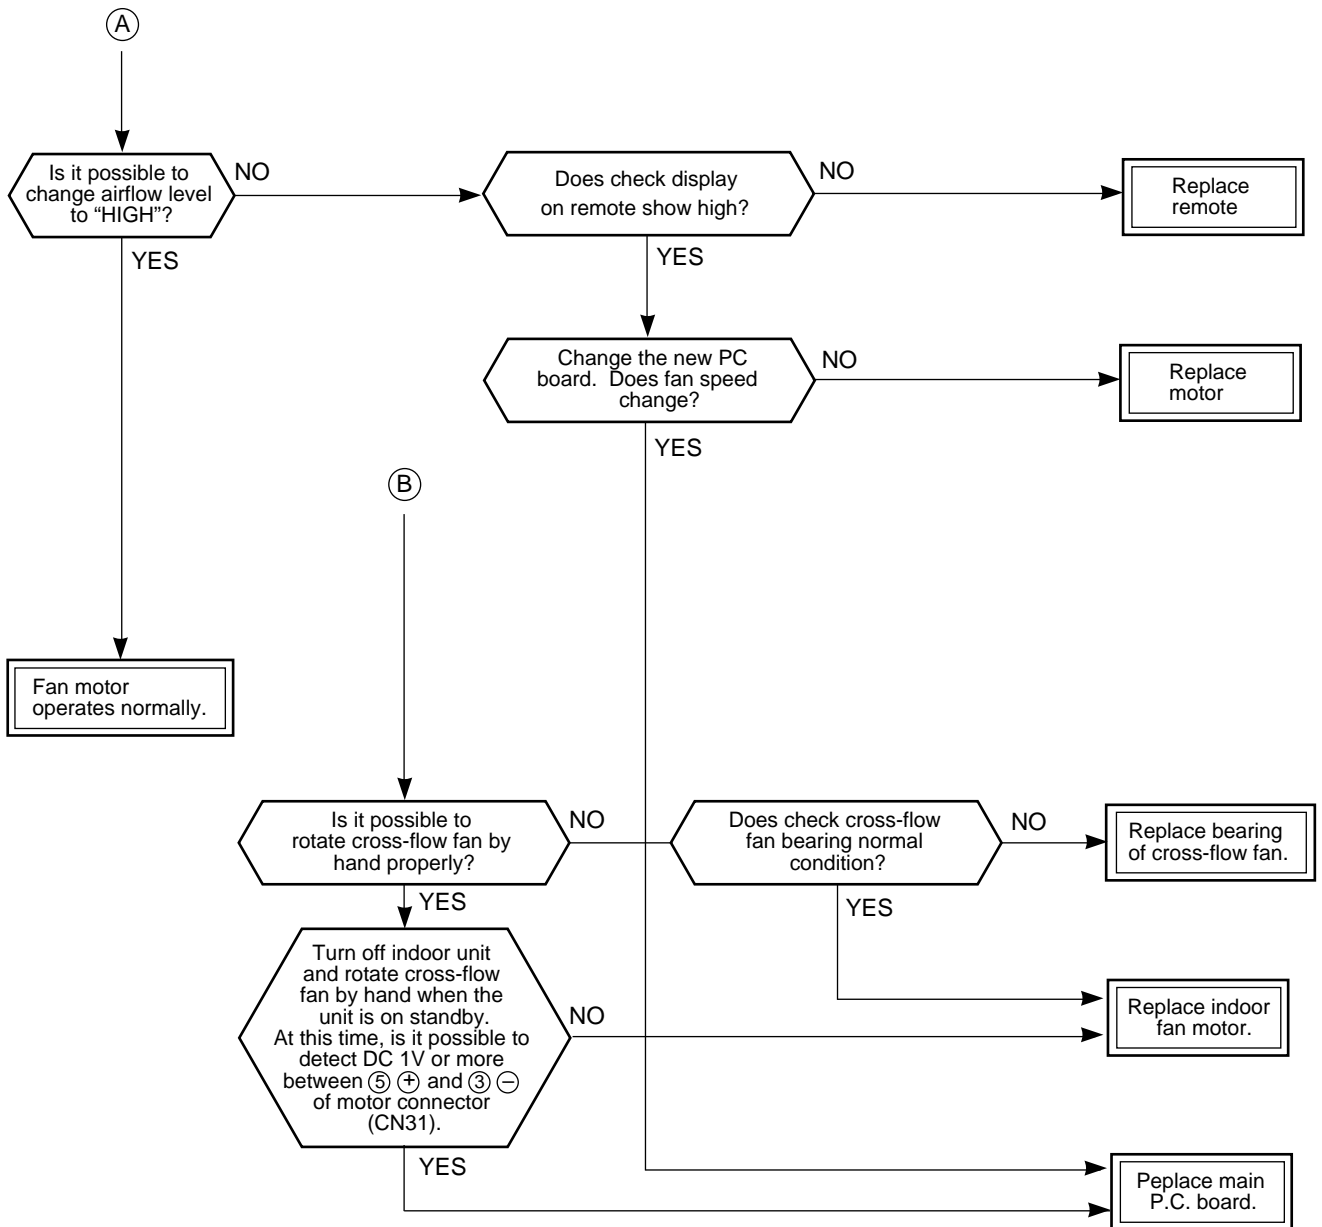 A
Is it possible to
change airflow level
to “HIGH”?
NO
YES
Does check display
on remote show high?
NO
YES
Replace
remote
Change the new PC
board.  Does fan speed
change?
NO
YES
Replace
motor
B
Fan motor
operates normally.
Is it possible to
rotate cross-flow fan by
hand properly?
NO
YES
Does check cross-flow
fan bearing normal
condition?
NO
YES
Replace bearing
of cross-flow fan.
Turn off indoor unit
and rotate cross-flow
fan by hand when the
unit is on standby.
At this time, is it possible to
detect DC 1V or more
between ⑤ ⊕ and ③ ⊖
of motor connector
(CN31).
NO
YES
Replace indoor
fan motor.
Peplace main
P.C. board.